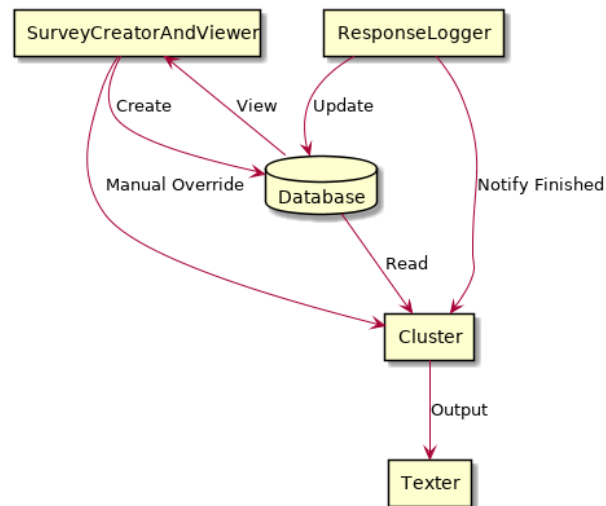 SurveyCreatorAndViewer
ResponseLogger
Create
View
Update
Manual Override
Notify Finished
Database
Read
Cluster
Output
Texter